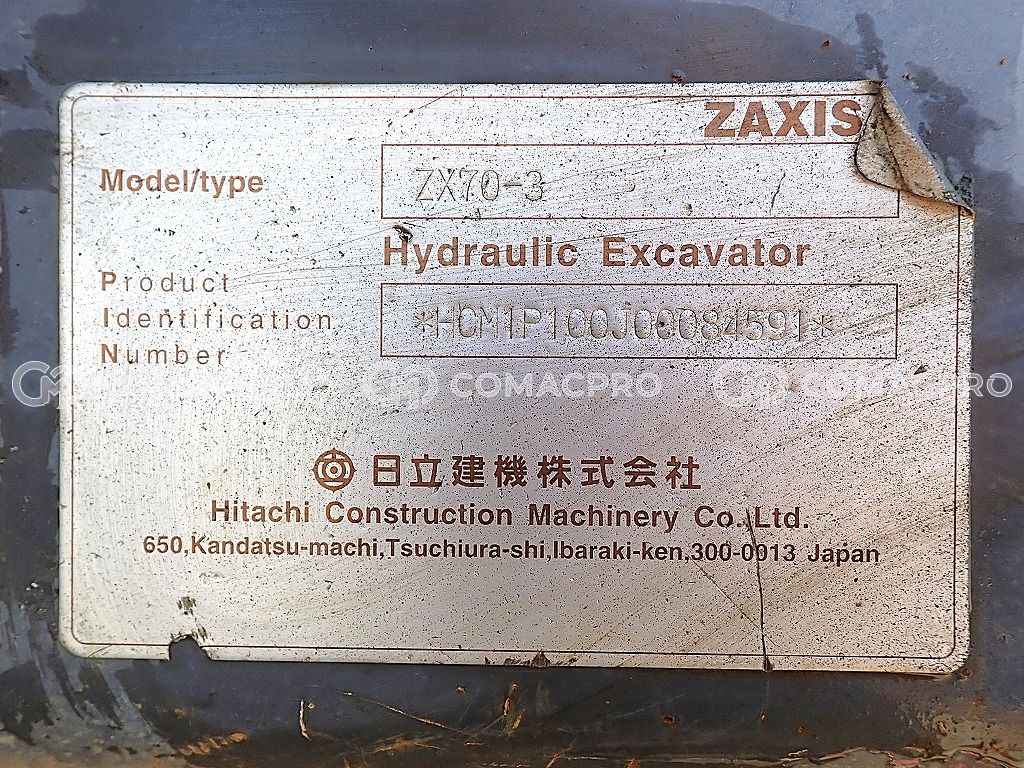 ZAXIS
Model/type
ZX70-3
Hydraulic Excavator
Product
Identification
Number
*HCM1P100J00084591*
COMACPRO COMACPRO
日立建機株式会社
Hitachi Construction Machinery Co.,Ltd.
650,Kandatsu-machi,Tsuchiura-shi,Ibaraki-ken,300-0013 Japan